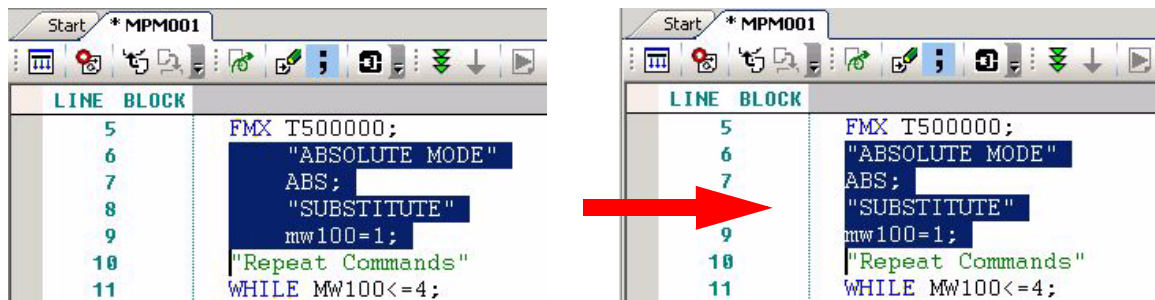 Start * MPM001
LINE BLOCK
5 FMX T500000;
6 "ABSOLUTE MODE"
7 ABS;
8 "SUBSTITUTE"
9 mw100=1;
10 "Repeat Commands"
11 WHILE MW100<=4;
Start * MPM001
LINE BLOCK
5 FMX T500000;
6 "ABSOLUTE MODE"
7 ABS;
8 "SUBSTITUTE"
9 mw100=1;
10 "Repeat Commands"
11 WHILE MW100<=4;